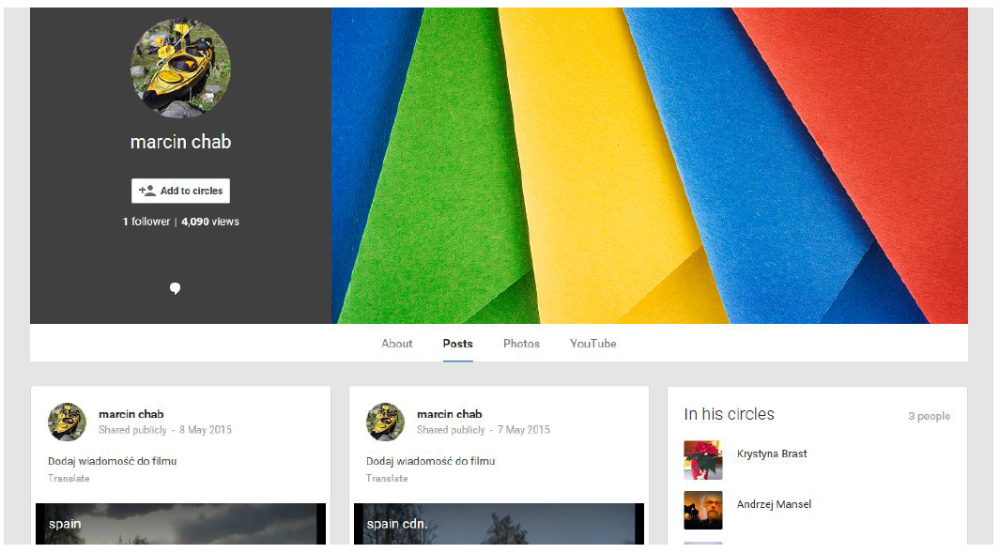 marcin chab
Add to circles
1 follower | 4,090 views
About Posts Photos YouTube
marcin chab
Shared publicly - 8 May 2015
Dodaj wiadomość do filmu
Translate
spain
marcin chab
Shared publicly - 7 May 2015
Dodaj wiadomość do filmu
Translate
spain cdn.
In his circles
3 people
Krystyna Brast
Andrzej Mansel